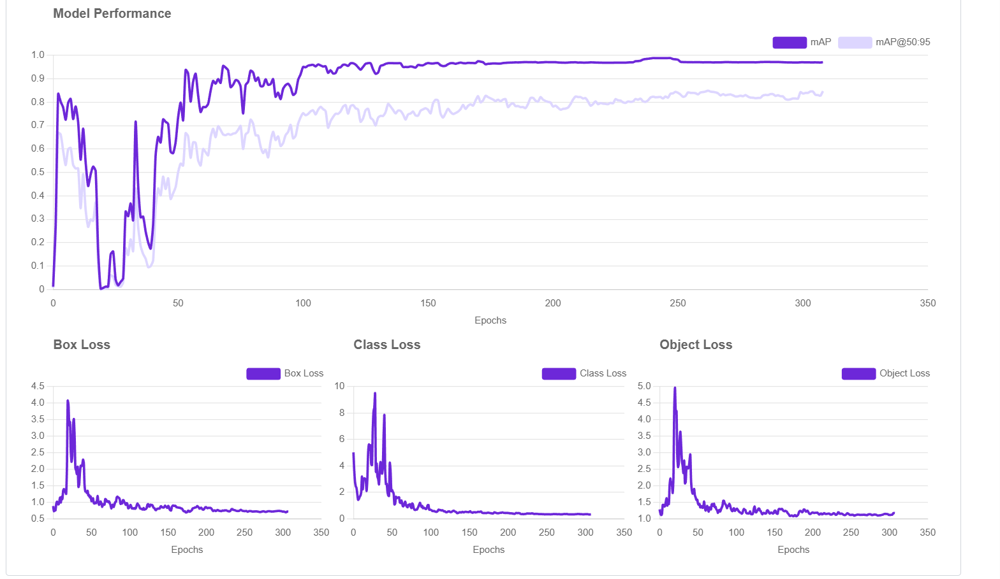 Model Performance
mAP mAP@50:95
1.0
0.9
0.8
0.7
0.6
0.5
0.4
0.3
0.2
0.1
0
0 50 100 150 200 250 300 350
Epochs
Box Loss
Box Loss
4.5
4.0
3.5
3.0
2.5
2.0
1.5
1.0
0.5
0 50 100 150 200 250 300 350
Epochs
Class Loss
Class Loss
10
8
6
4
2
0
0 50 100 150 200 250 300 350
Epochs
Object Loss
Object Loss
5.0
4.5
4.0
3.5
3.0
2.5
2.0
1.5
1.0
0 50 100 150 200 250 300 350
Epochs